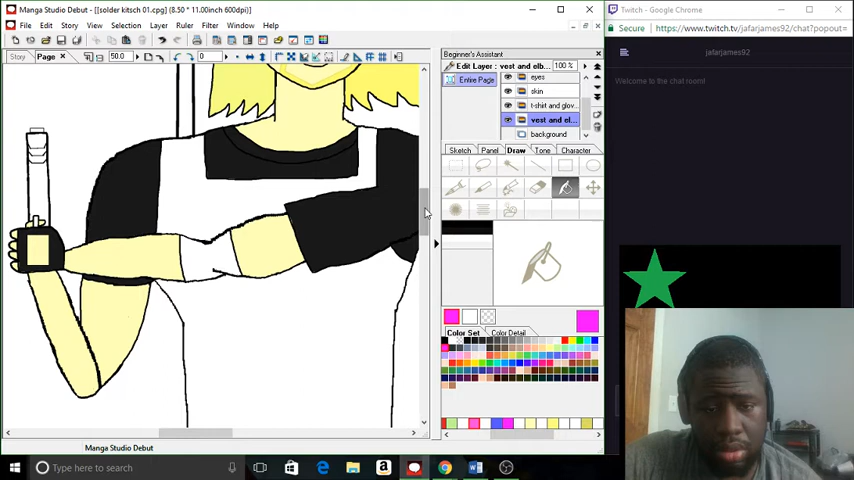 Manga Studio Debut - [[solder kitsch 01.cpg] (8.50 * 11.00inch 600dpi)]
File Edit Story View Selection Layer Ruler Filter Window Help
Story Page 50.0 0
Beginner's Assistant
Edit Layer : vest and elb... 100 %
Entire Page
eyes
skin
t-shirt and glov
vest and el...
background
Sketch Panel Draw Tone Character
Color Set Color Detail
Manga Studio Debut
Type here to search
Twitch - Google Chrome
Secure https://www.twitch.tv/jafarjames92/chat?popout=
jafarjames92
Welcome to the chat room!